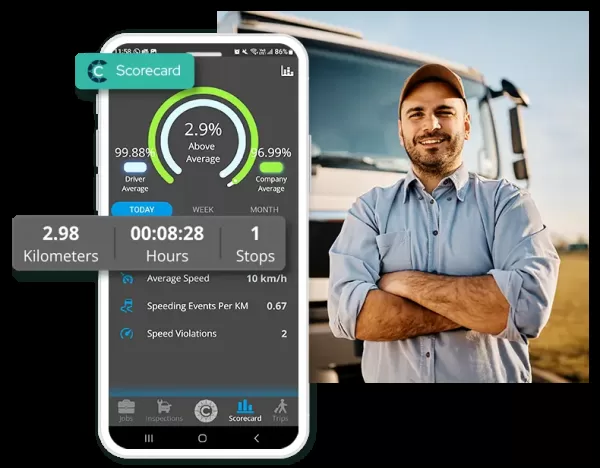 11:58
86%
Scorecard
2.9%
Above
Average
99.88%
Driver
Average
96.99%
Company
Average
TODAY WEEK MONTH
2.98 00:08:28 1
Kilometers Hours Stops
Average Speed 10 km/h
Speeding Events Per KM 0.67
Speed Violations 2
Jobs Inspections Scorecard Trips